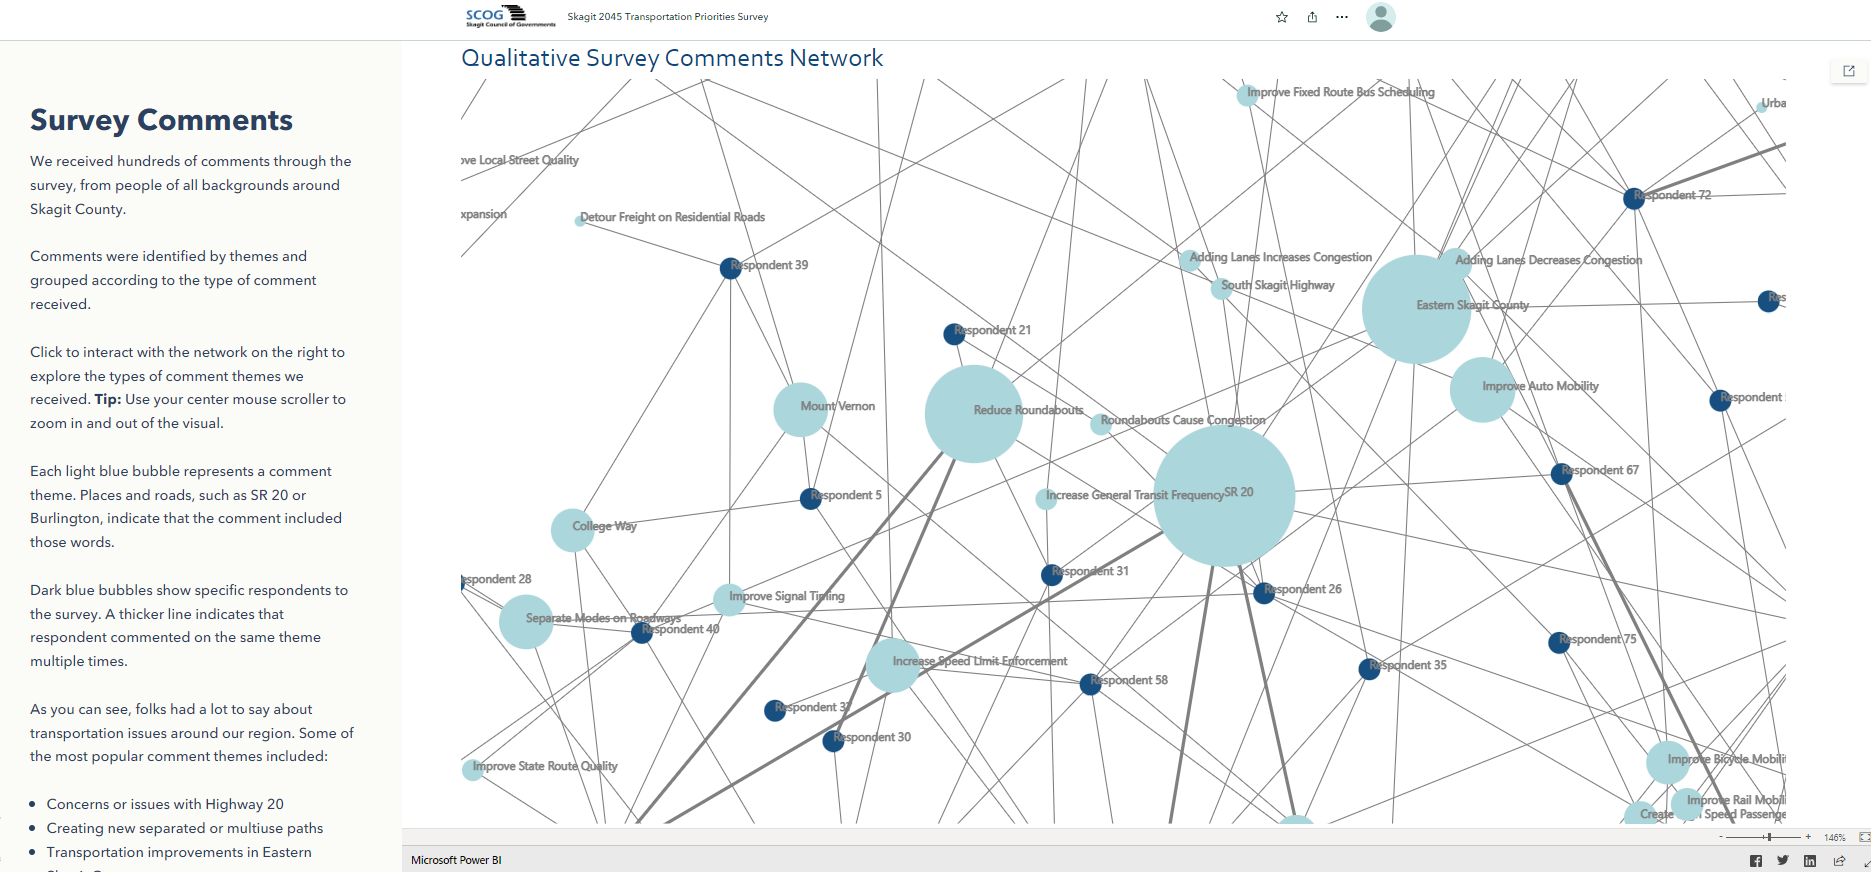 SCOG
Skagit Council of Governments
Skagit 2045 Transportation Priorities Survey
Survey Comments
We received hundreds of comments through the
survey, from people of all backgrounds around
Skagit County.
Comments were identified by themes and
grouped according to the type of comment
received.
Click to interact with the network on the right to
explore the types of comment themes we
received. Tip: Use your center mouse scroller to
zoom in and out of the visual.
Each light blue bubble represents a comment
theme. Places and roads, such as SR 20 or
Burlington, indicate that the comment included
those words.
Dark blue bubbles show specific respondents to
the survey. A thicker line indicates that
respondent commented on the same theme
multiple times.
As you can see, folks had a lot to say about
transportation issues around our region. Some of
the most popular comment themes included:
• Concerns or issues with Highway 20
• Creating new separated or multiuse paths
• Transportation improvements in Eastern
Qualitative Survey Comments Network
Improve Fixed Route Bus Scheduling
Urba
ove Local Street Quality
Respondent 72
xpansion
Detour Freight on Residential Roads
Adding Lanes Increases Congestion
Adding Lanes Decreases Congestion
Respondent 39
South Skagit Highway
Res
Eastern Skagit County
Respondent 21
Improve Auto Mobility
Respondent
Mount Vernon
Reduce Roundabouts
Roundabouts Cause Congestion
Respondent 67
Respondent 5
Increase General Transit Frequency
SR 20
College Way
Respondent 31
espondent 28
Respondent 26
Improve Signal Timing
Separate Modes on Roadways
Respondent 40
Respondent 75
Increase Speed Limit Enforcement
Respondent 35
Respondent 58
Respondent 37
Respondent 30
Improve State Route Quality
Improve Bicycle Mobilit
Improve Rail Mobili
Create High Speed Passenge
- + 146%
Microsoft Power BI